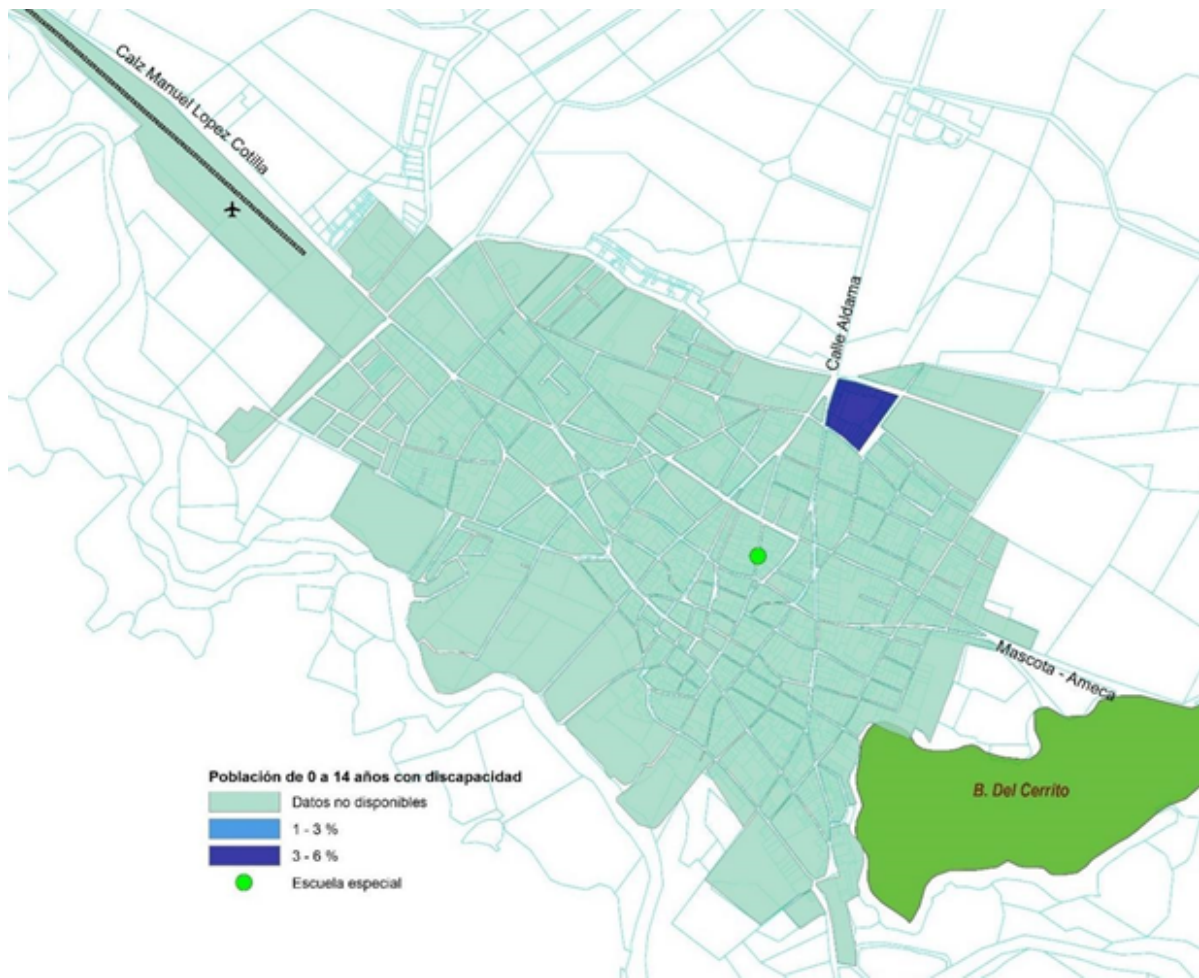 Calz Manuel Lopez Cotilla
Calle Aldama
Mascota - Ameca
B. Del Cerrito
Población de 0 a 14 años con discapacidad
Datos no disponibles
1 - 3 %
3 - 6 %
Escuela especial